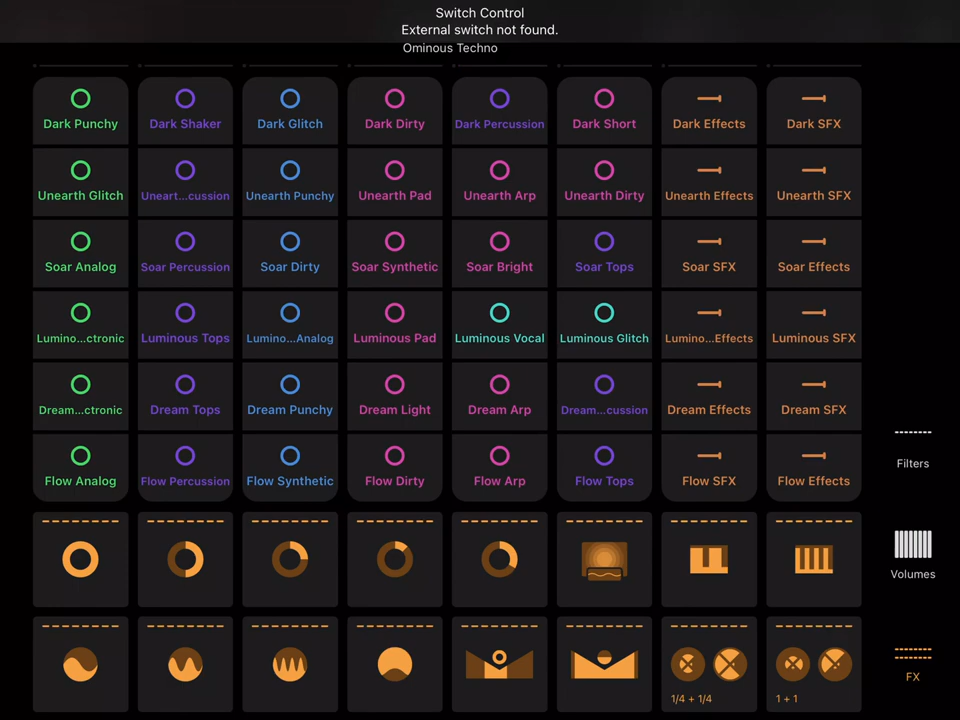 Switch Control
External switch not found.
Ominous Techno
Dark Punchy
Dark Shaker
Dark Glitch
Dark Dirty
Dark Percussion
Dark Short
Dark Effects
Dark SFX
Unearth Glitch
Uneart...cussion
Unearth Punchy
Unearth Pad
Unearth Arp
Unearth Dirty
Unearth Effects
Unearth SFX
Soar Analog
Soar Percussion
Soar Dirty
Soar Synthetic
Soar Bright
Soar Tops
Soar SFX
Soar Effects
Lumino...ctronic
Luminous Tops
Lumino...Analog
Luminous Pad
Luminous Vocal
Luminous Glitch
Lumino...Effects
Luminous SFX
Dream...ctronic
Dream Tops
Dream Punchy
Dream Light
Dream Arp
Dream...cussion
Dream Effects
Dream SFX
Filters
Flow Analog
Flow Percussion
Flow Synthetic
Flow Dirty
Flow Arp
Flow Tops
Flow SFX
Flow Effects
Volumes
FX
1/4 + 1/4
1 + 1